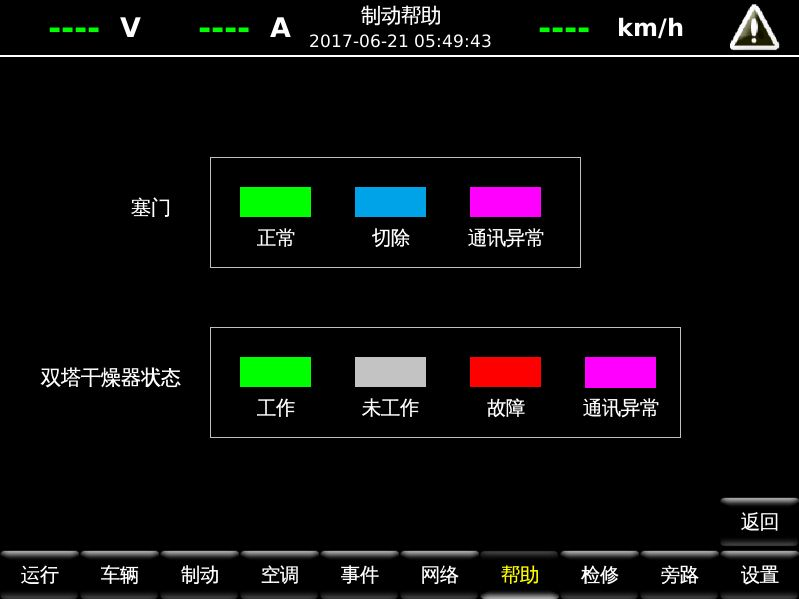 ---- V ---- A 制动帮助 ---- km/h
2017-06-21 05:49:43
塞门
正常 切除 通讯异常
双塔干燥器状态
工作 未工作 故障 通讯异常
返回
运行 车辆 制动 空调 事件 网络 帮助 检修 旁路 设置